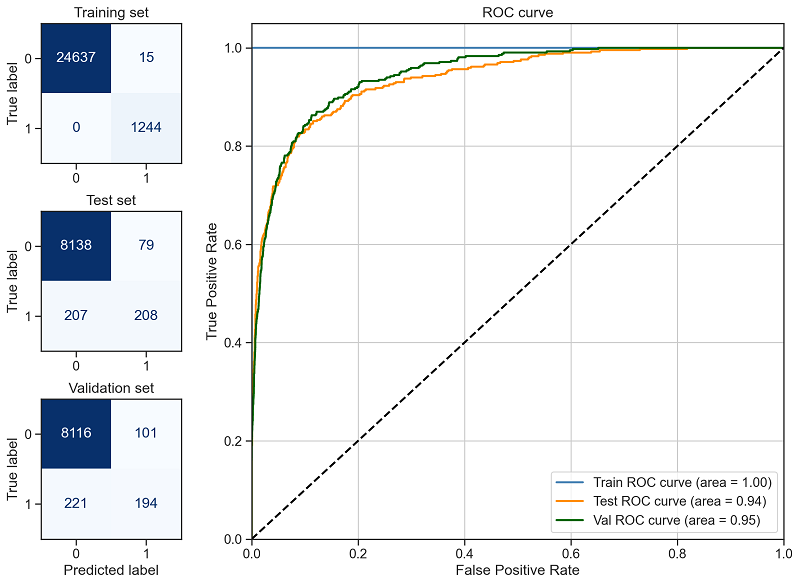 Training set
True label
0
24637 15
1
0 1244
0 1
Test set
True label
0
8138 79
1
207 208
0 1
Validation set
True label
0
8116 101
1
221 194
0 1
Predicted label
ROC curve
True Positive Rate
1.0
0.8
0.6
0.4
0.2
0.0
0.0 0.2 0.4 0.6 0.8 1.0
False Positive Rate
Train ROC curve (area = 1.00)
Test ROC curve (area = 0.94)
Val ROC curve (area = 0.95)